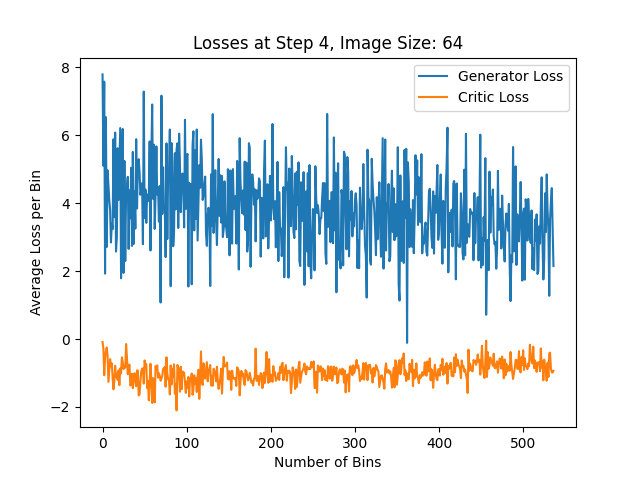 Losses at Step 4, Image Size: 64
Generator Loss
Critic Loss
Average Loss per Bin
8
6
4
2
0
−2
0 100 200 300 400 500
Number of Bins